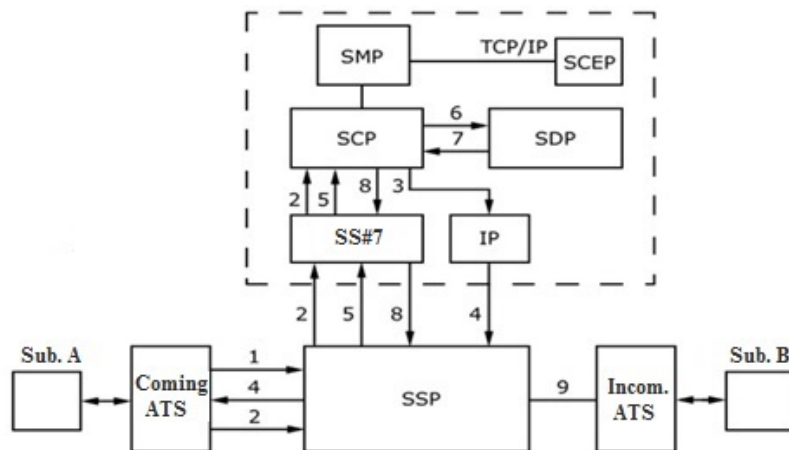 TCP/IP
SMP
SCEP
6
SCP
SDP
7
2
5
8
3
SS#7
IP
2
5
8
4
Sub. A
Sub. B
1
Coming
ATS
4
SSP
9
Incom.
ATS
2